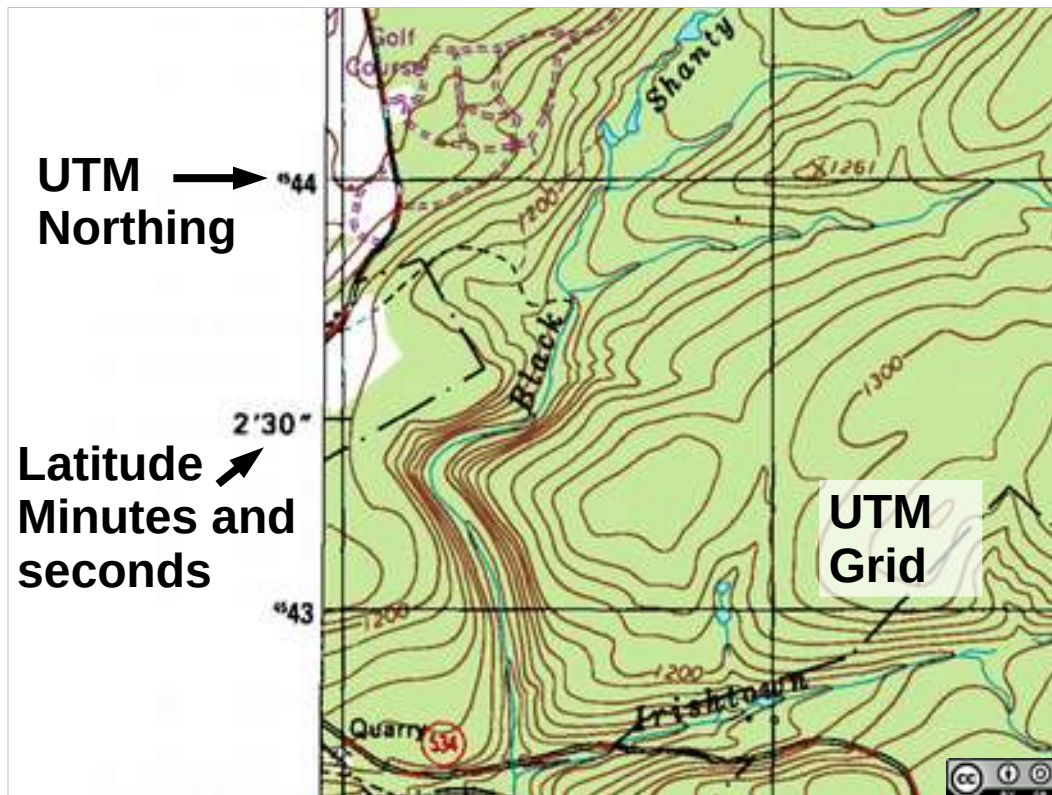 Golf
Course
Shanty
UTM
Northing
⁴⁵44
1261
1200
Black
1300
2'30"
Latitude
Minutes and
seconds
UTM
Grid
⁴⁵43
1200
1200
Irishtown
Quarry
534
cc